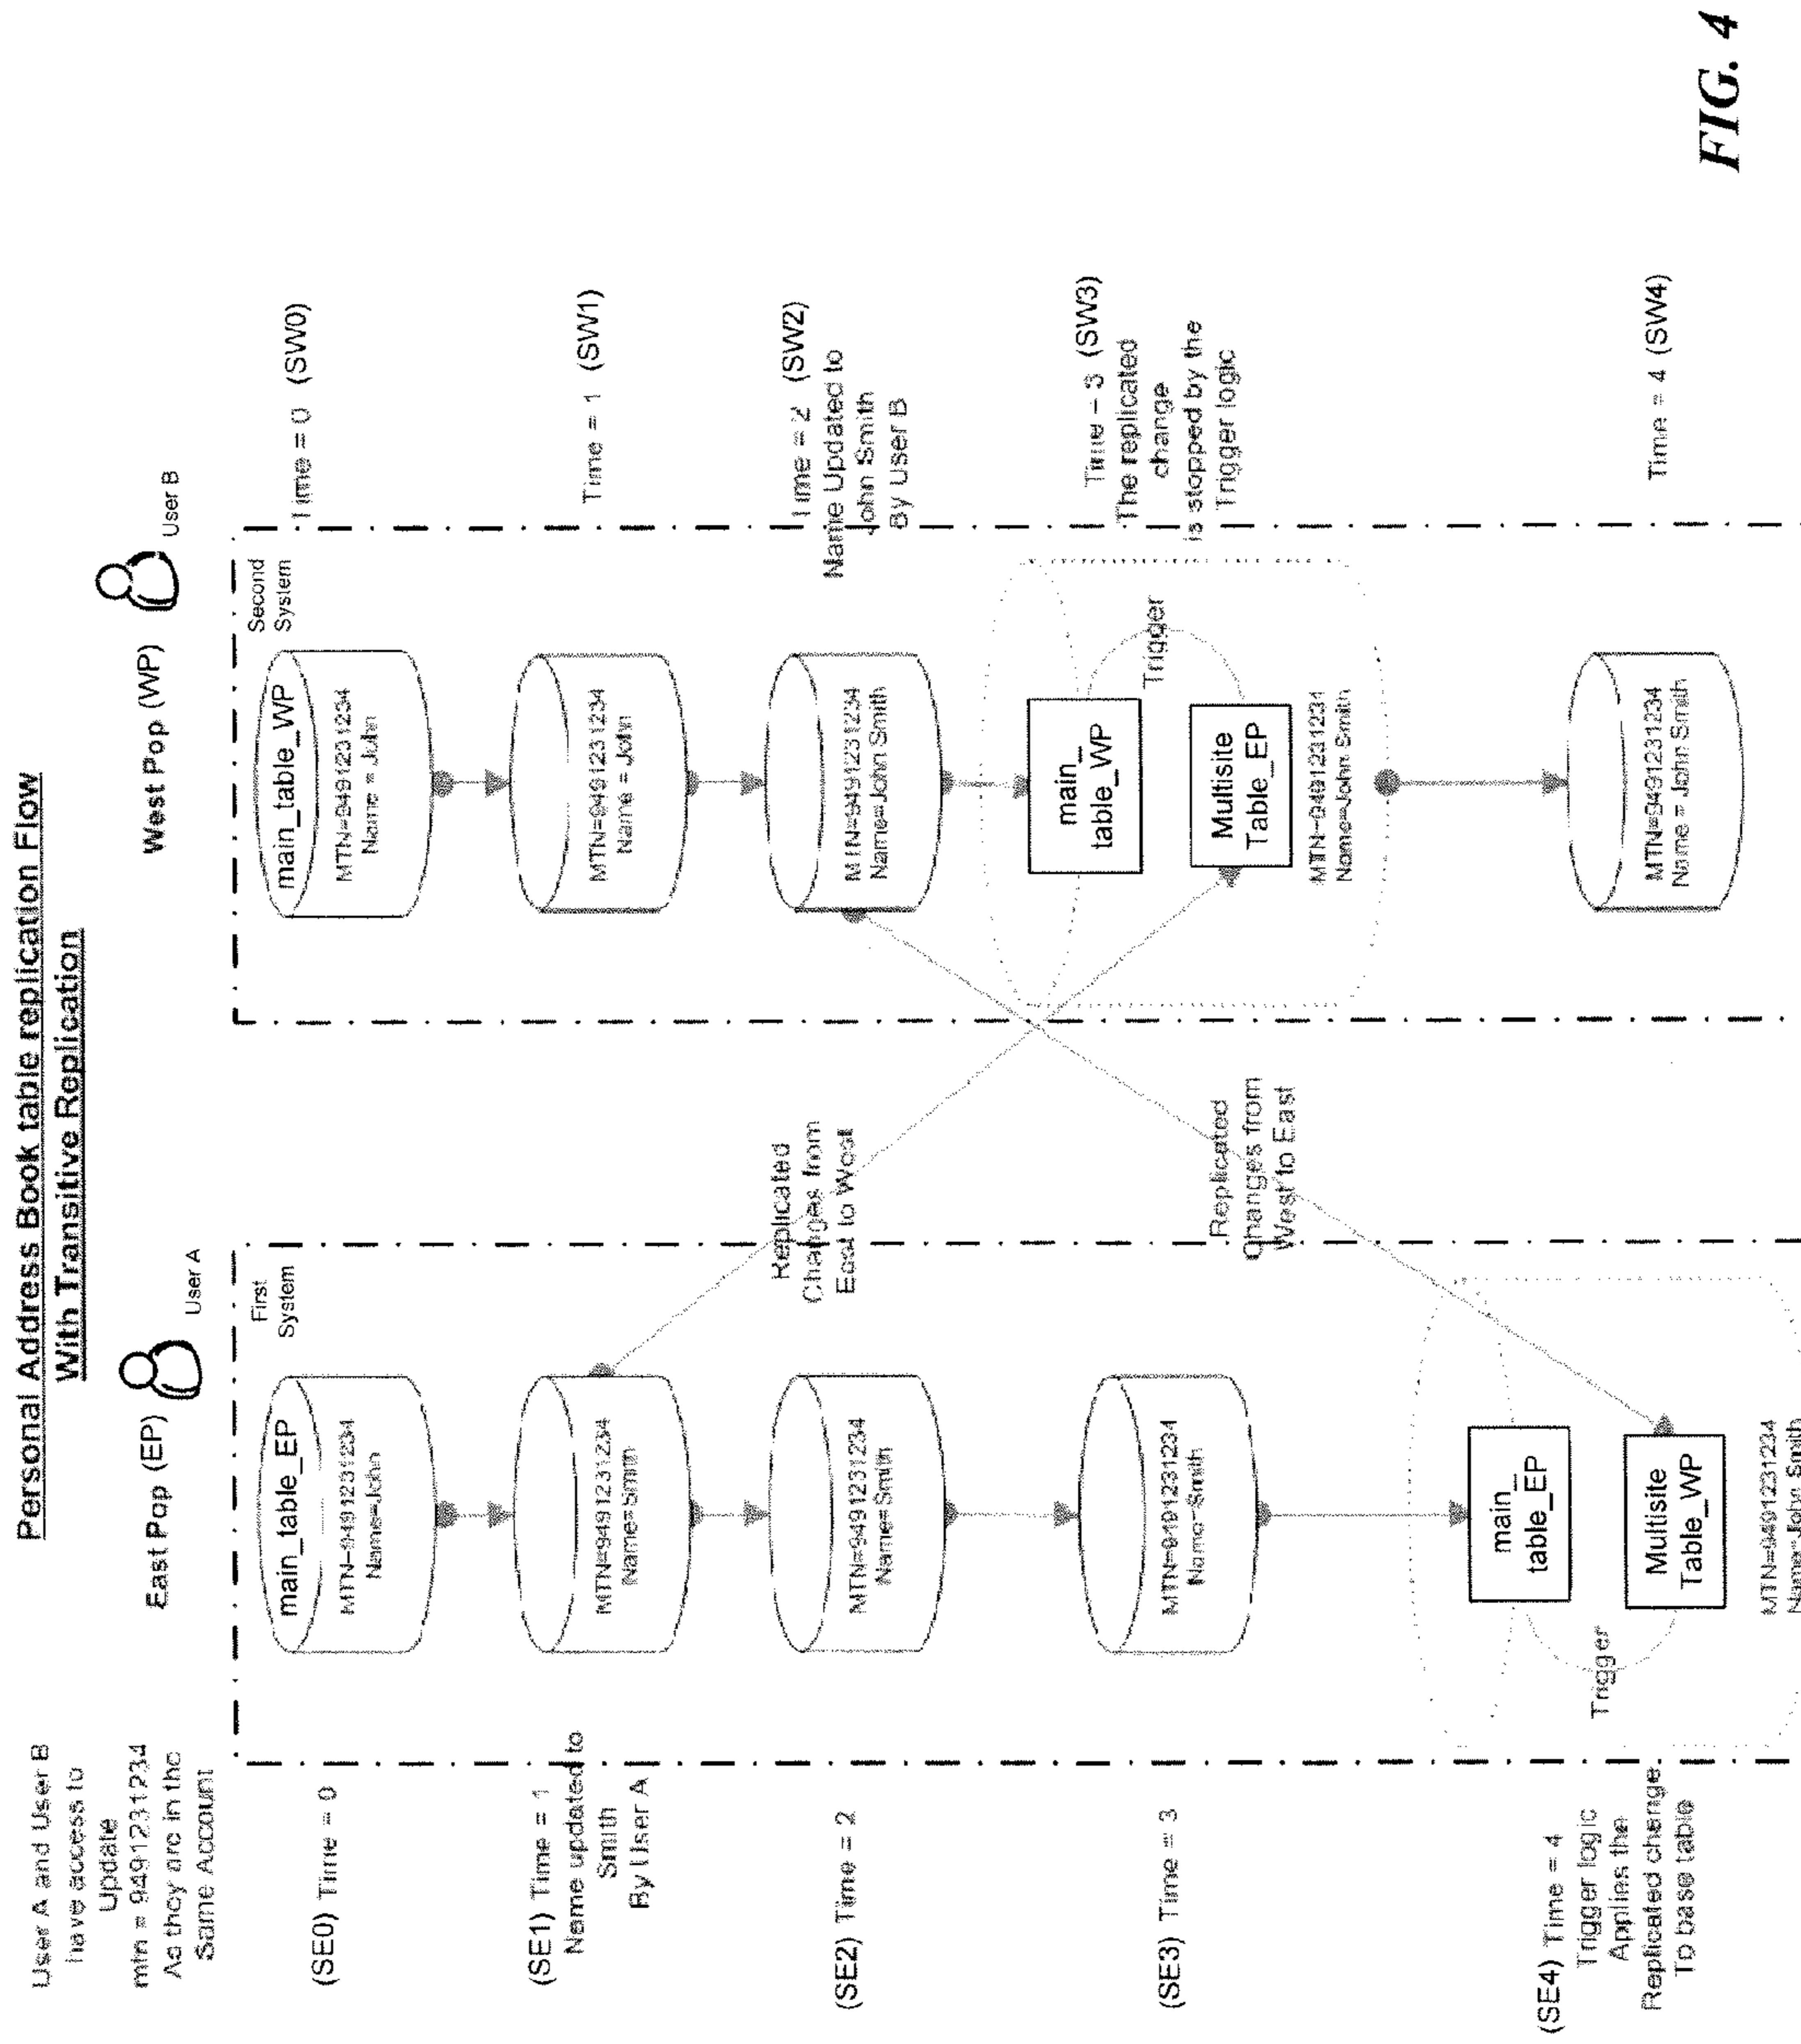 Personal Address Book table replication Flow
With Transitive Replication
User A and User B
have access to
Update
mtn = 9491231234
As they are in the
Same Account
East Pop (EP)
User A
West Pop (WP)
User B
First
System
Second
System
(SE0) Time = 0
main_table_EP
MTN=9491231234
Name=John
main_table_WP
MTN=9491231234
Name = John
Time = 0 (SW0)
(SE1) Time = 1
Name updated to
Smith
By User A
MTN=9491231234
Name=Smith
MTN=9491231234
Name = John
Time = 1 (SW1)
(SE2) Time = 2
MTN=9491231234
Name=Smith
Replicated
Changes from
East to West
MTN=9491231234
Name=John Smith
Time = 2 (SW2)
Name Updated to
John Smith
By User B
(SE3) Time = 3
MTN=9491231234
Name=Smith
Replicated
Changes from
West to East
main_
table_WP
Trigger
Multisite
Table_EP
MTN=9491231234
Name=John Smith
Time = 3 (SW3)
The replicated
change
is stopped by the
Trigger logic
(SE4) Time = 4
Trigger logic
Applies the
Replicated change
To base table
main_
table_EP
Trigger
Multisite
Table_WP
MTN=9491231234
Name=John Smith
MTN=9491231234
Name = John Smith
Time = 4 (SW4)
FIG. 4